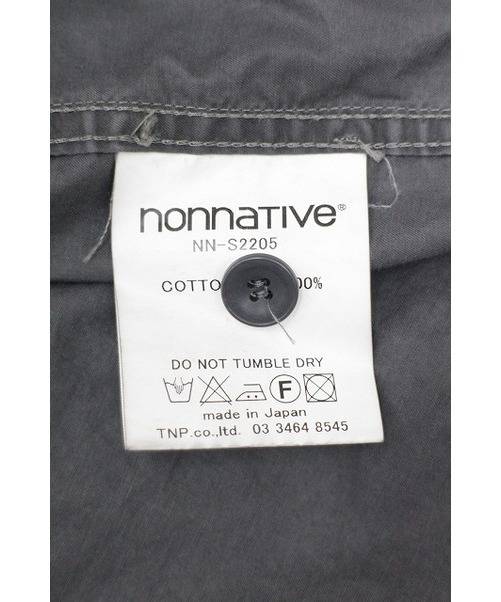 nonnative®
NN-S2205
COTTO 00%
DO NOT TUMBLE DRY
F
made in Japan
TNP.co.,ltd. 03 3464 8545